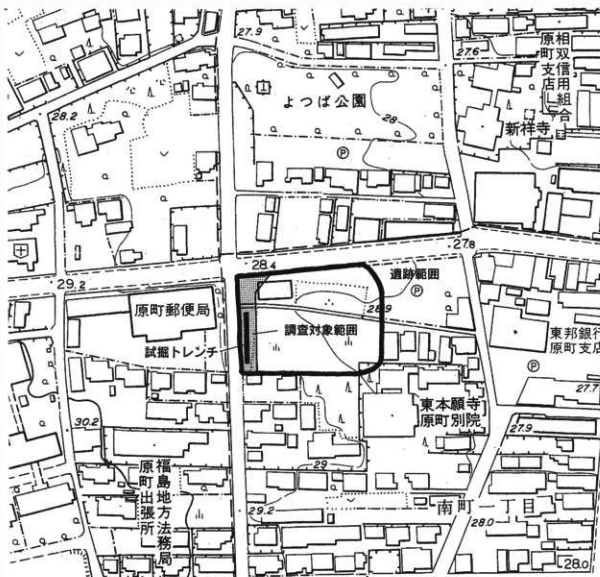 27.9
27.6
相双信用組合
原町支店
よつば公園
28
28.2
新祥寺
P
27.8
28.4
遺跡範囲
P
29.2
原町郵便局
28.9
調査対象範囲
試掘トレンチ
東邦銀行
原町支店
P
27.7
東本願寺
原町別院
30.2
27.9
福島地方法務局
原町出張所
29
29.2
南町一丁目
28.0
28.0